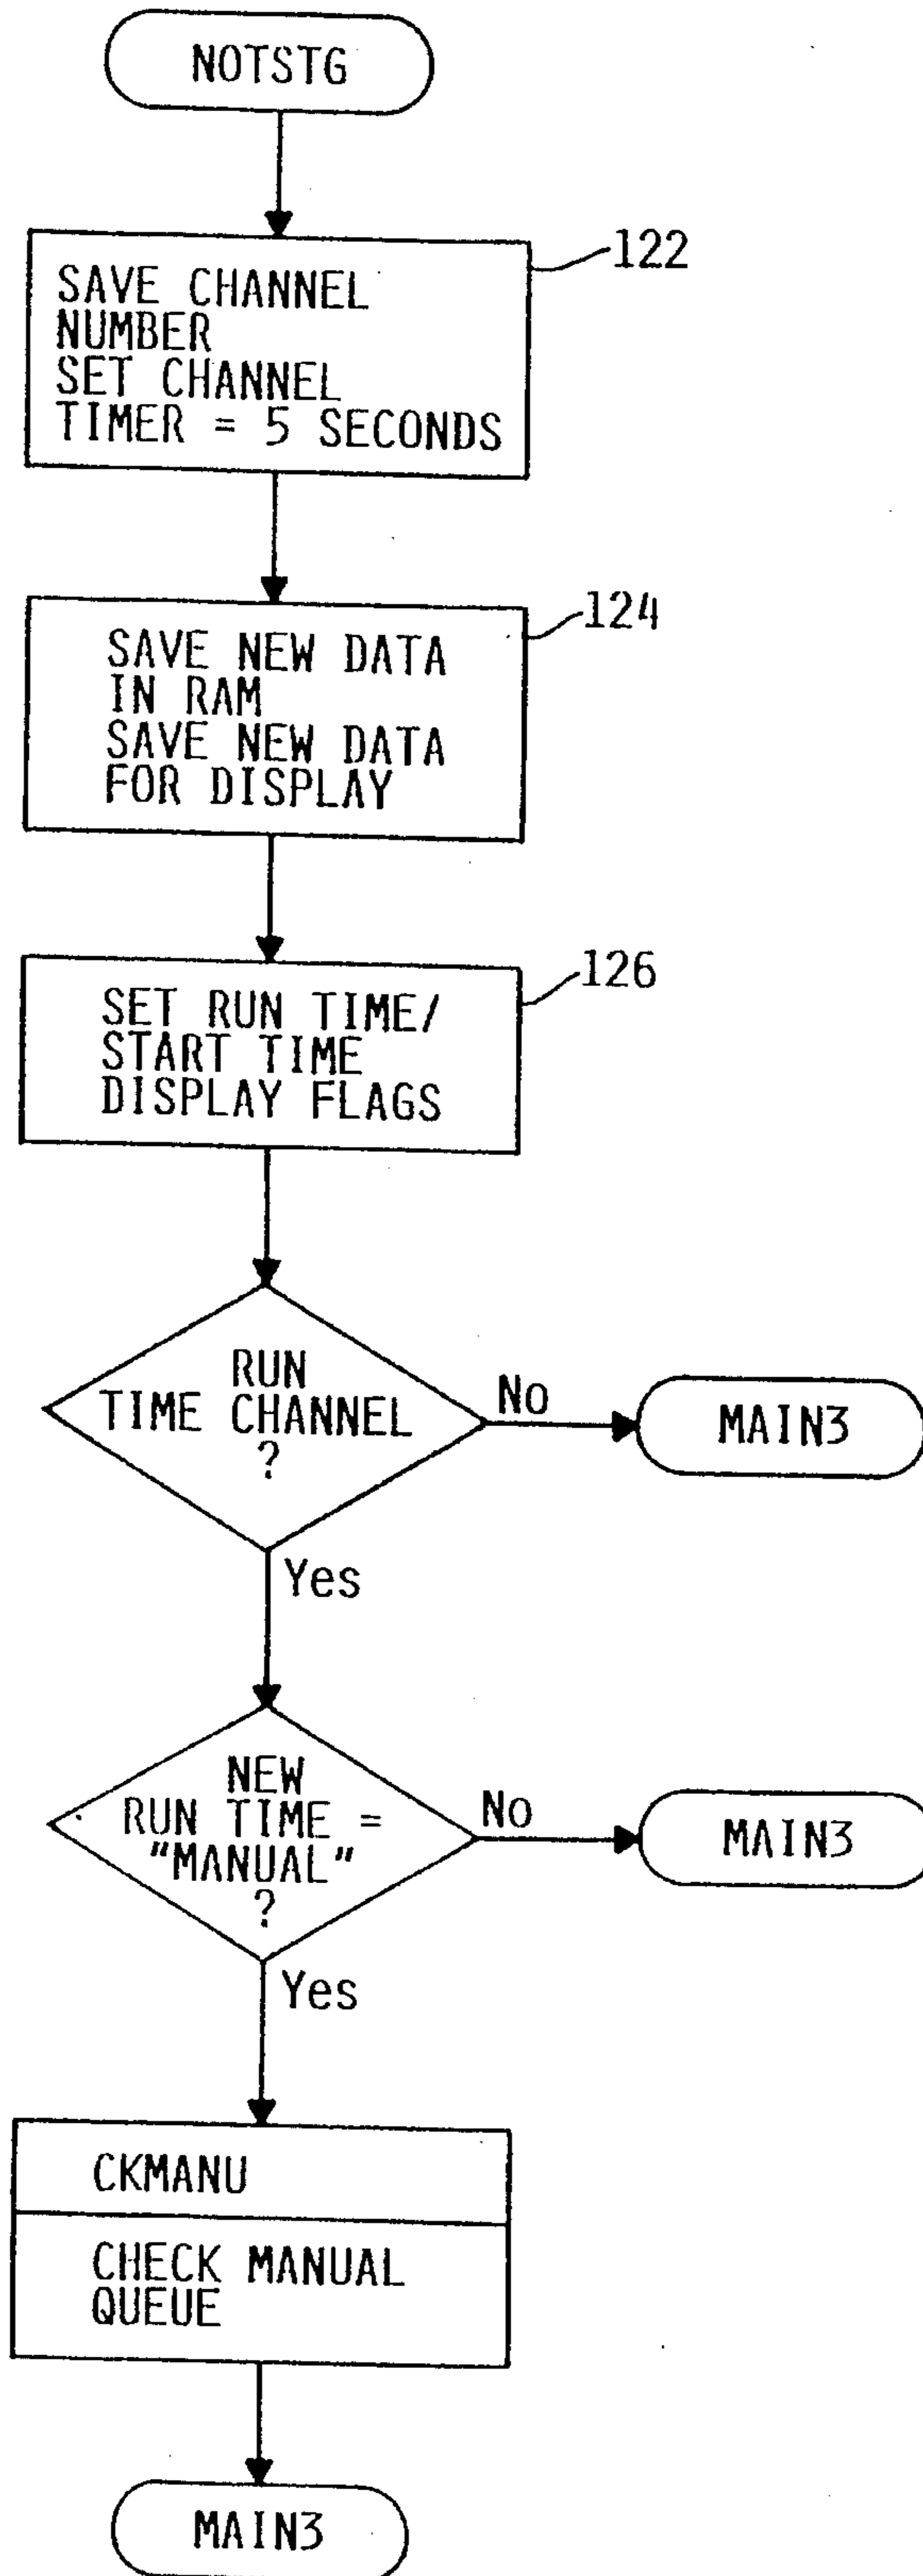 NOTSTG
122
SAVE CHANNEL
NUMBER
SET CHANNEL
TIMER = 5 SECONDS
124
SAVE NEW DATA
IN RAM
SAVE NEW DATA
FOR DISPLAY
126
SET RUN TIME/
START TIME
DISPLAY FLAGS
RUN
TIME CHANNEL
?
No
MAIN3
Yes
NEW
RUN TIME =
"MANUAL"
?
No
MAIN3
Yes
CKMANU
CHECK MANUAL
QUEUE
MAIN3